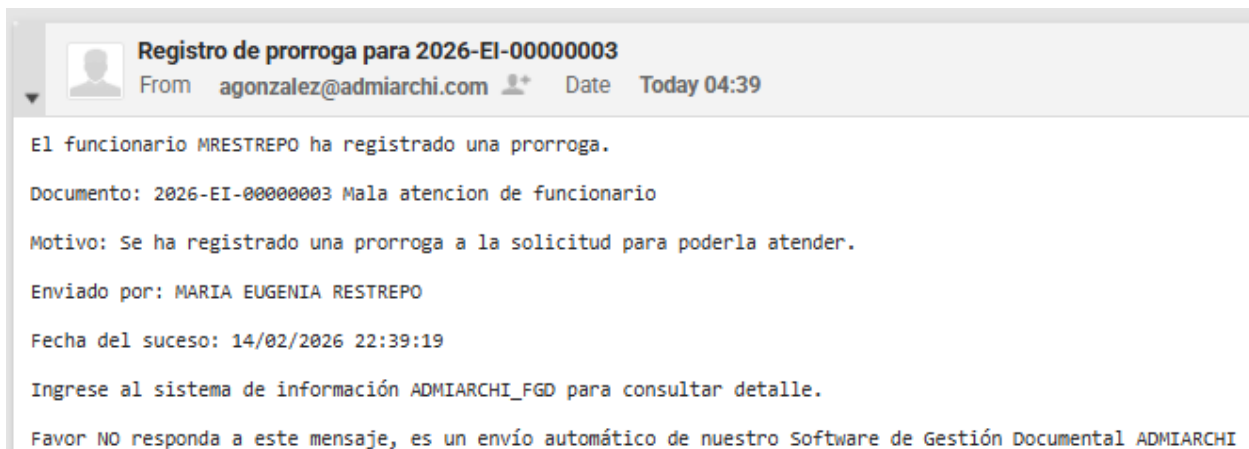 Registro de prorroga para 2026-EI-00000003
From agonzalez@admiarchi.com Date Today 04:39
El funcionario MRESTREPO ha registrado una prorroga.
Documento: 2026-EI-00000003 Mala atencion de funcionario
Motivo: Se ha registrado una prorroga a la solicitud para poderla atender.
Enviado por: MARIA EUGENIA RESTREPO
Fecha del suceso: 14/02/2026 22:39:19
Ingrese al sistema de información ADMIARCHI_FGD para consultar detalle.
Favor NO responda a este mensaje, es un envío automático de nuestro Software de Gestión Documental ADMIARCHI